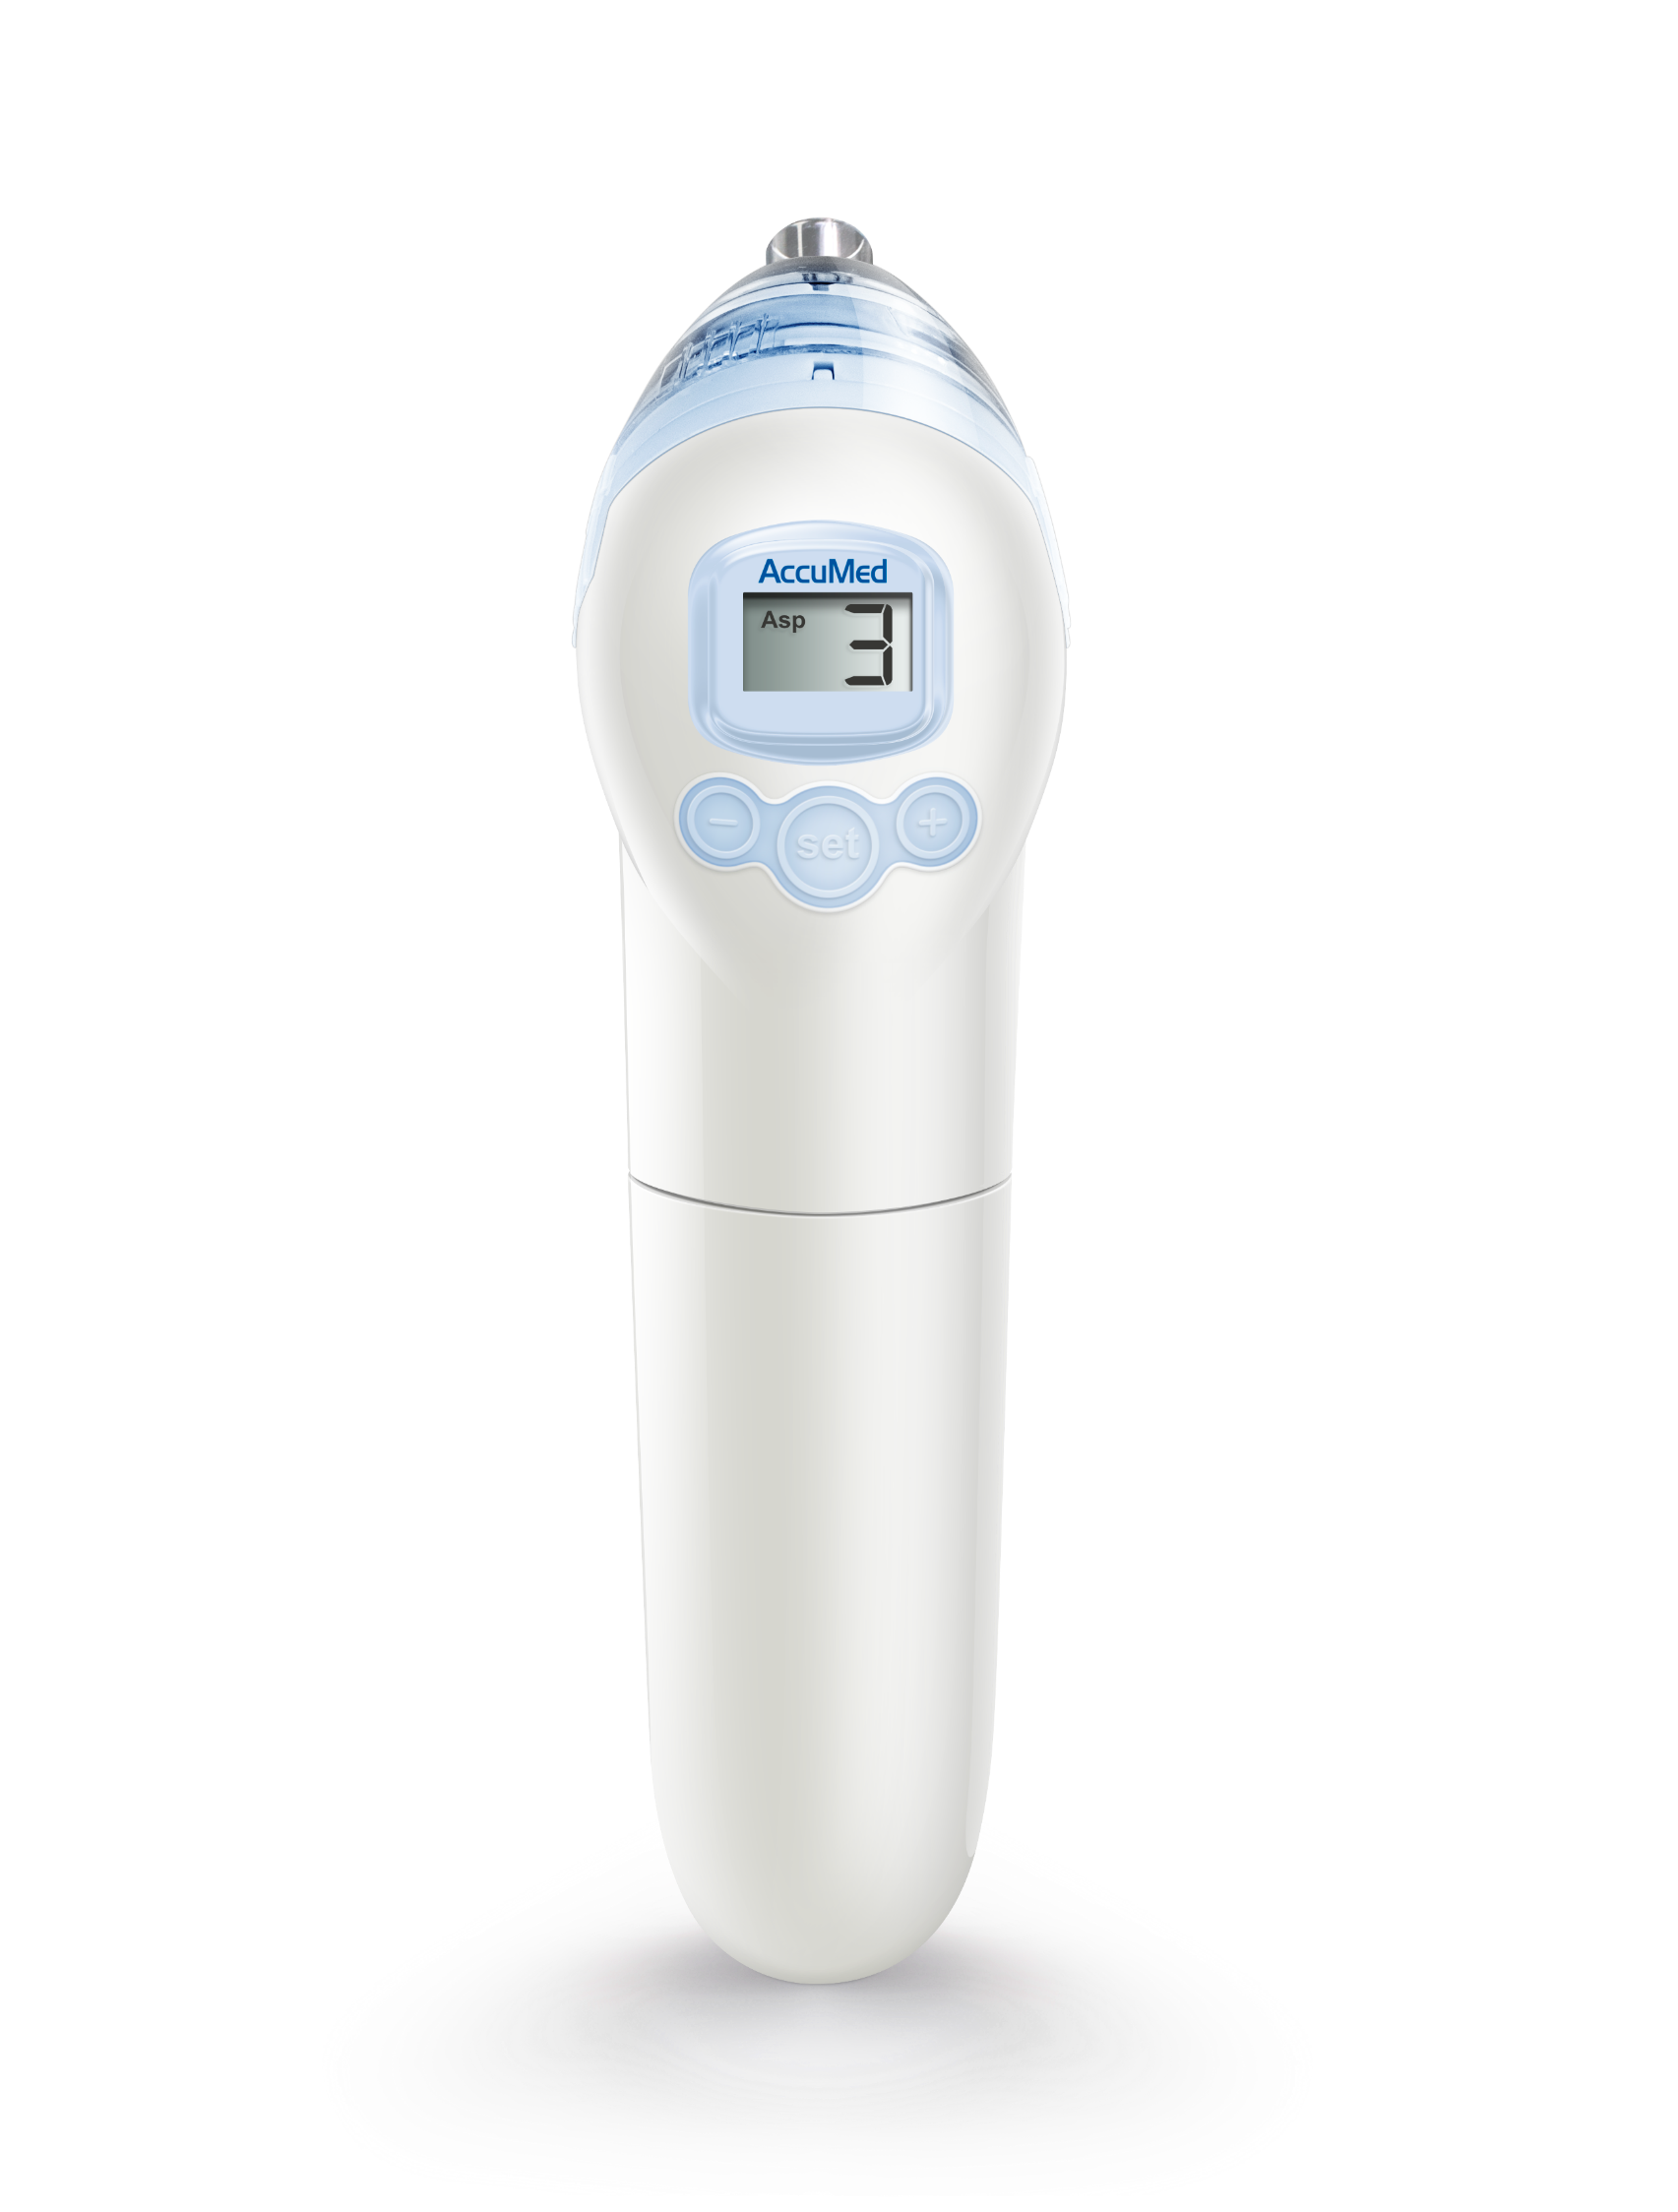 AccuMed
Asp 3
− set +